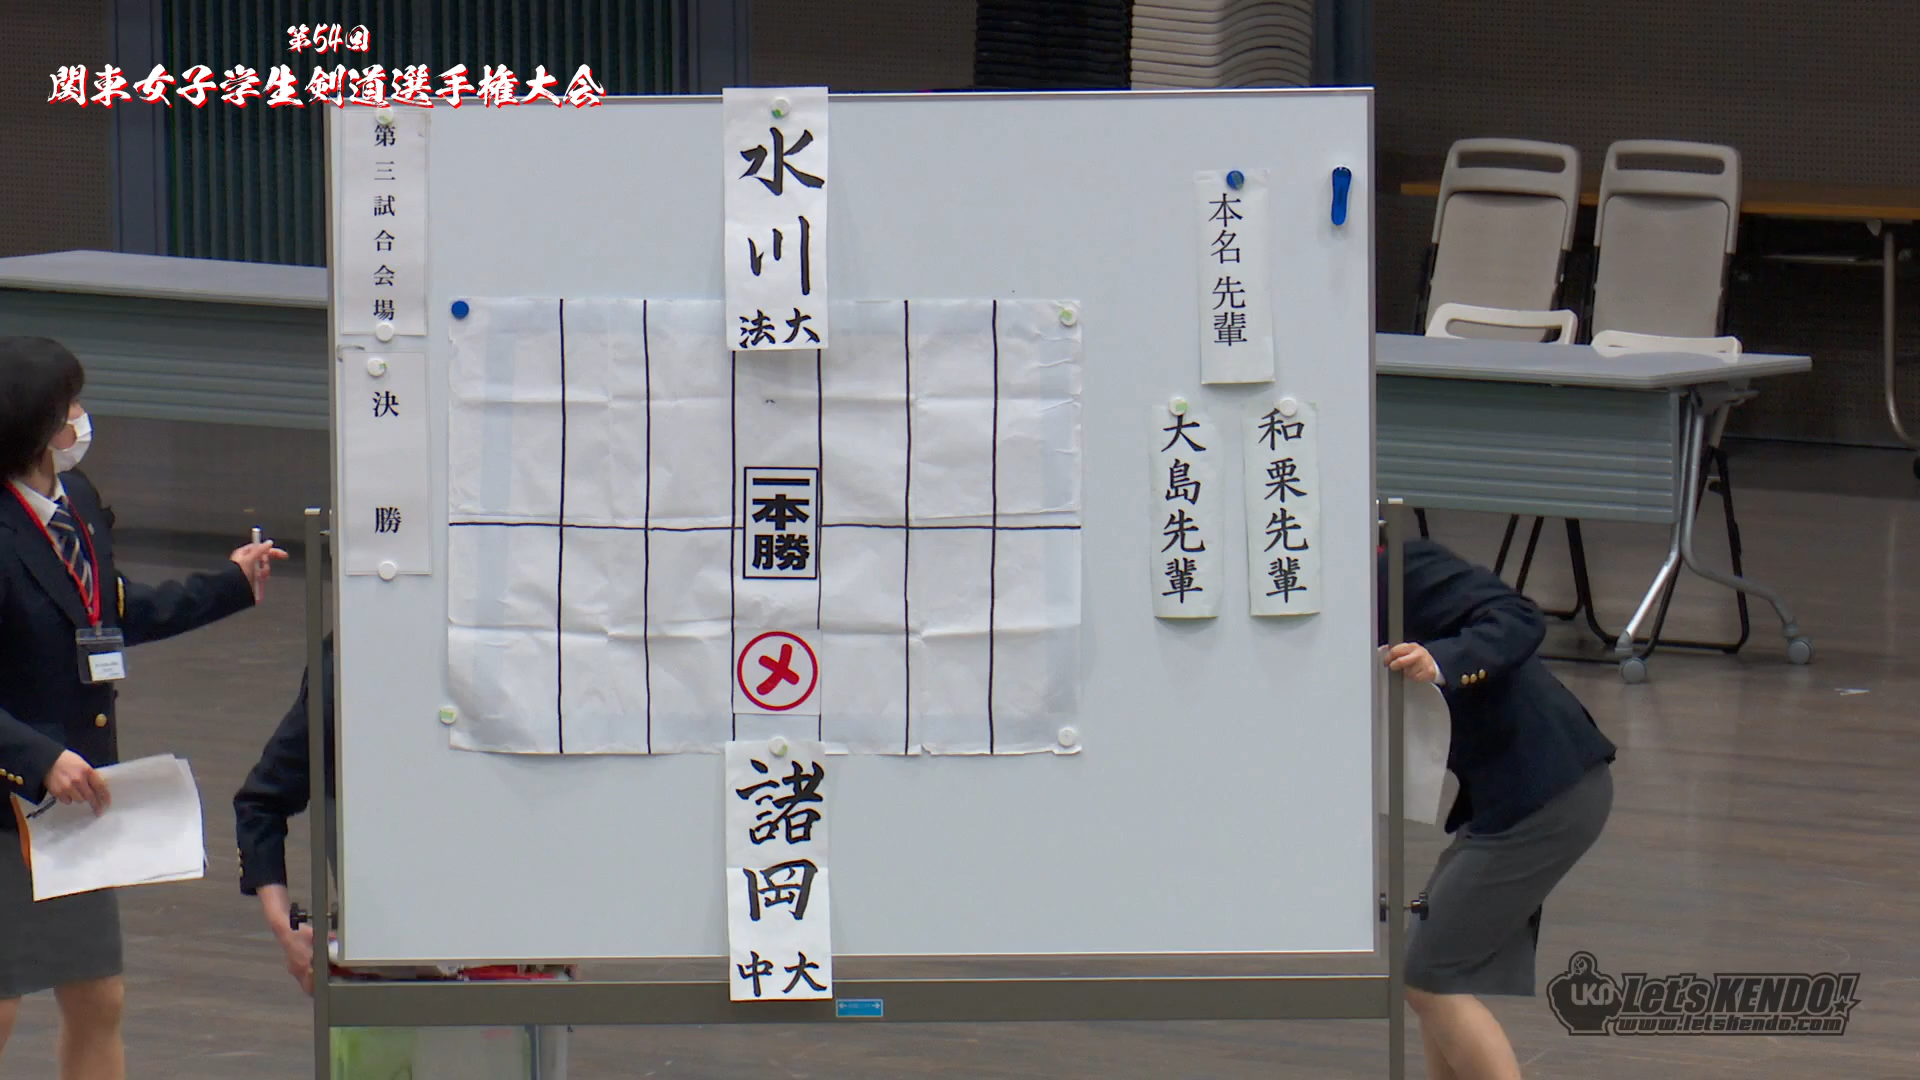 第54回
関東女子学生剣道選手権大会
第三試合会場
決勝
水川
法大
一本勝
メ
諸岡
中大
本名先輩
和栗先輩
大島先輩
UKD
Let's KENDO!
www.letskendo.com